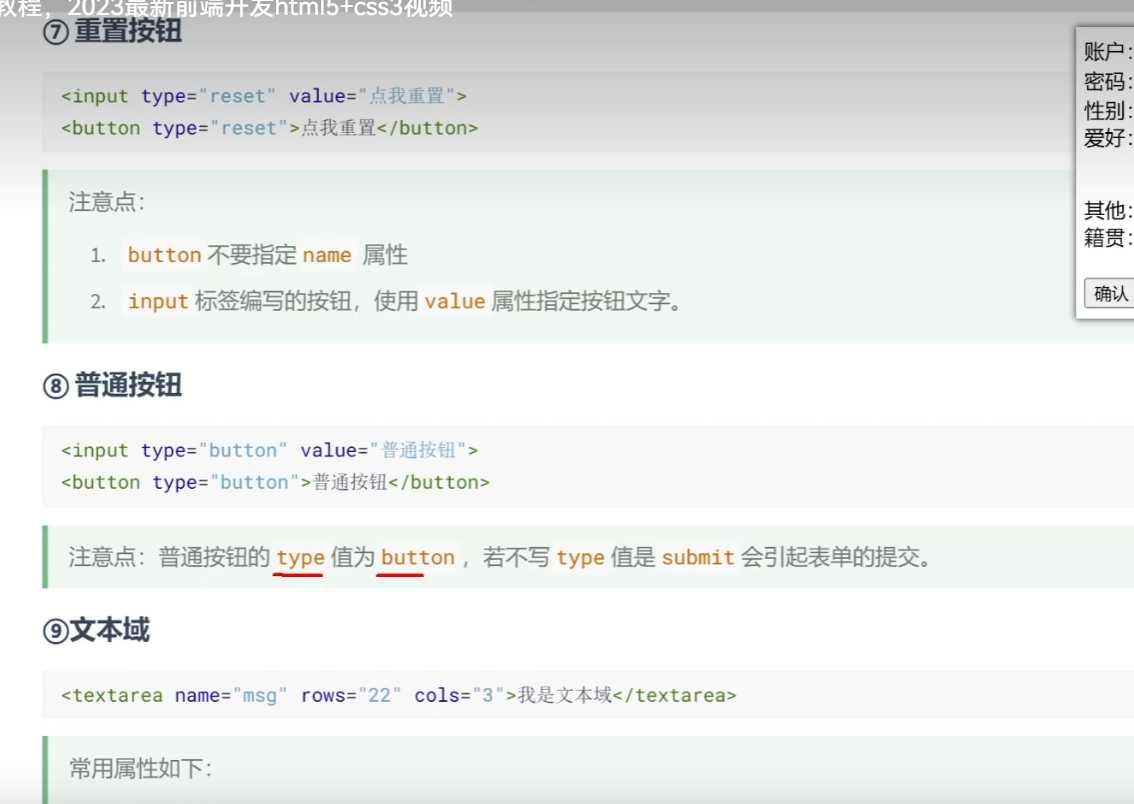 教程，2023最新前端开发html5+css3视频
⑦ 重置按钮
<input type="reset" value="点我重置">
<button type="reset">点我重置</button>
注意点：
1. button 不要指定 name 属性
2. input 标签编写的按钮，使用 value 属性指定按钮文字。
⑧ 普通按钮
<input type="button" value="普通按钮">
<button type="button">普通按钮</button>
注意点：普通按钮的 type 值为 button ，若不写 type 值是 submit 会引起表单的提交。
⑨文本域
<textarea name="msg" rows="22" cols="3">我是文本域</textarea>
常用属性如下：
账户:
密码:
性别:
爱好:
其他:
籍贯:
确认